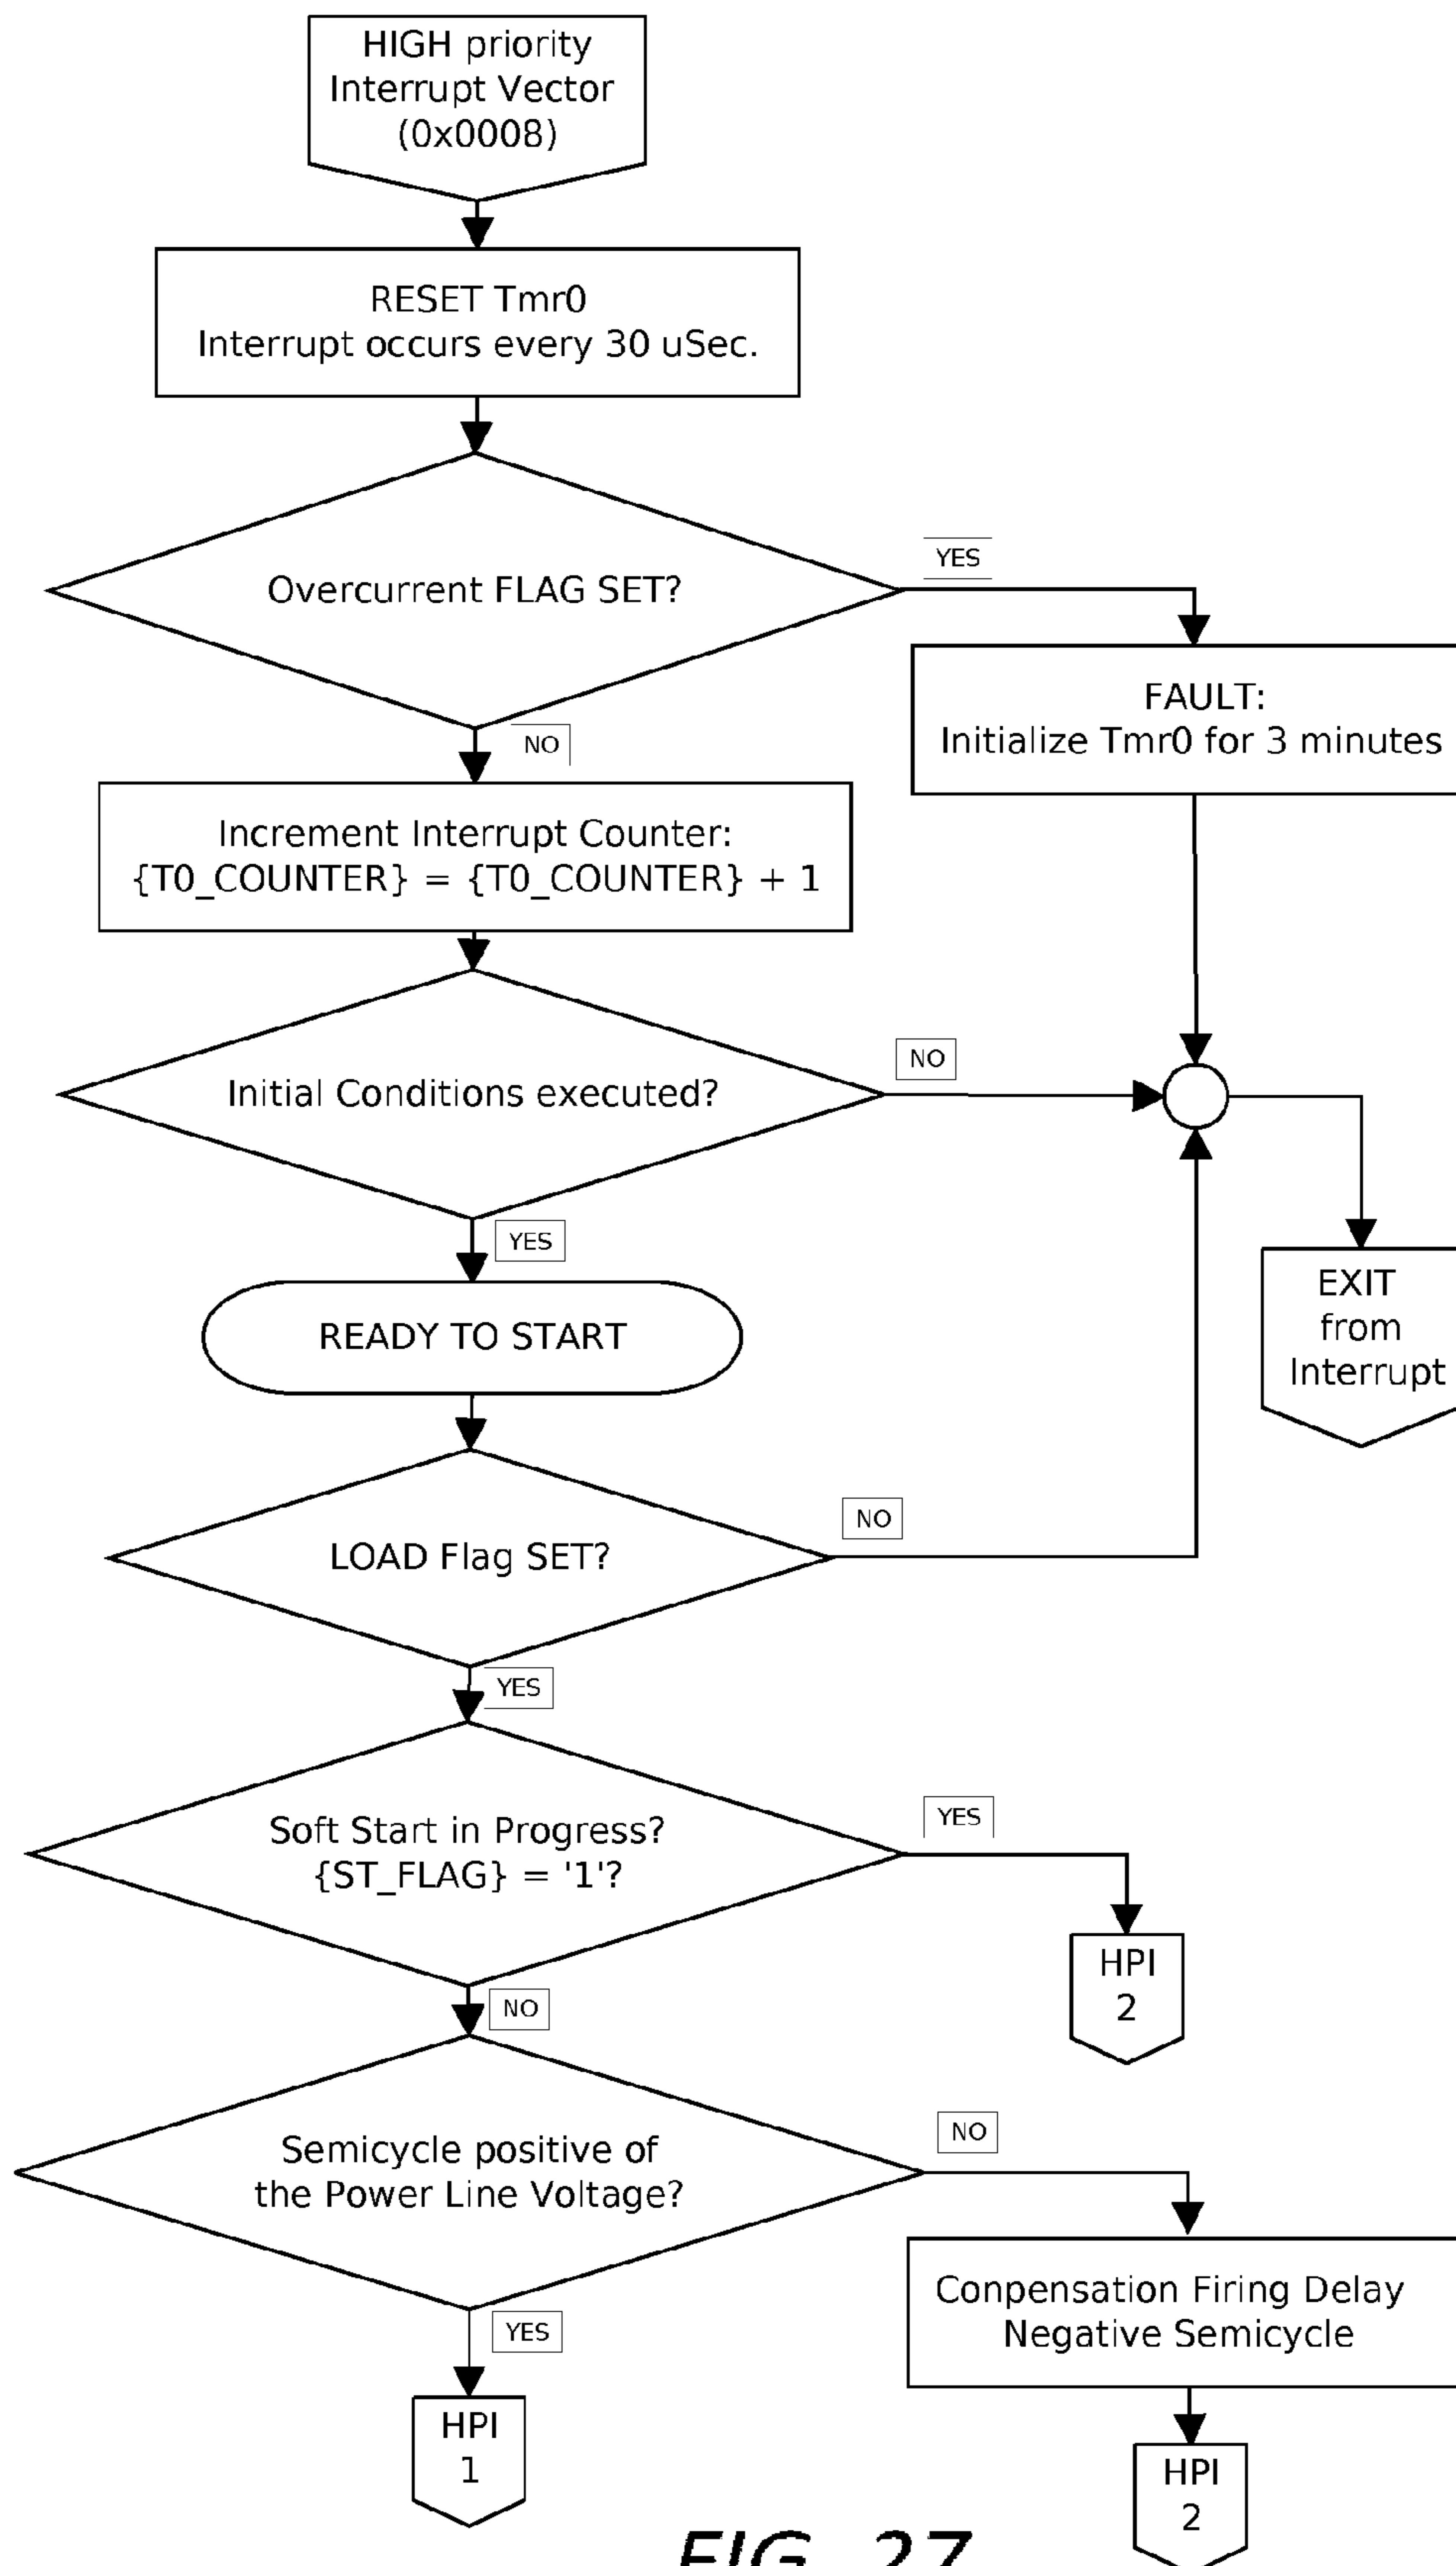 HIGH priority
Interrupt Vector
(0x0008)
RESET Tmr0
Interrupt occurs every 30 uSec.
Overcurrent FLAG SET?
YES
FAULT:
Initialize Tmr0 for 3 minutes
NO
Increment Interrupt Counter:
{T0_COUNTER} = {T0_COUNTER} + 1
Initial Conditions executed?
NO
YES
READY TO START
EXIT
from
Interrupt
LOAD Flag SET?
NO
YES
Soft Start in Progress?
{ST_FLAG} = '1'?
YES
HPI
2
NO
Semicycle positive of
the Power Line Voltage?
NO
Conpensation Firing Delay
Negative Semicycle
YES
HPI
1
HPI
2
FIG. 27